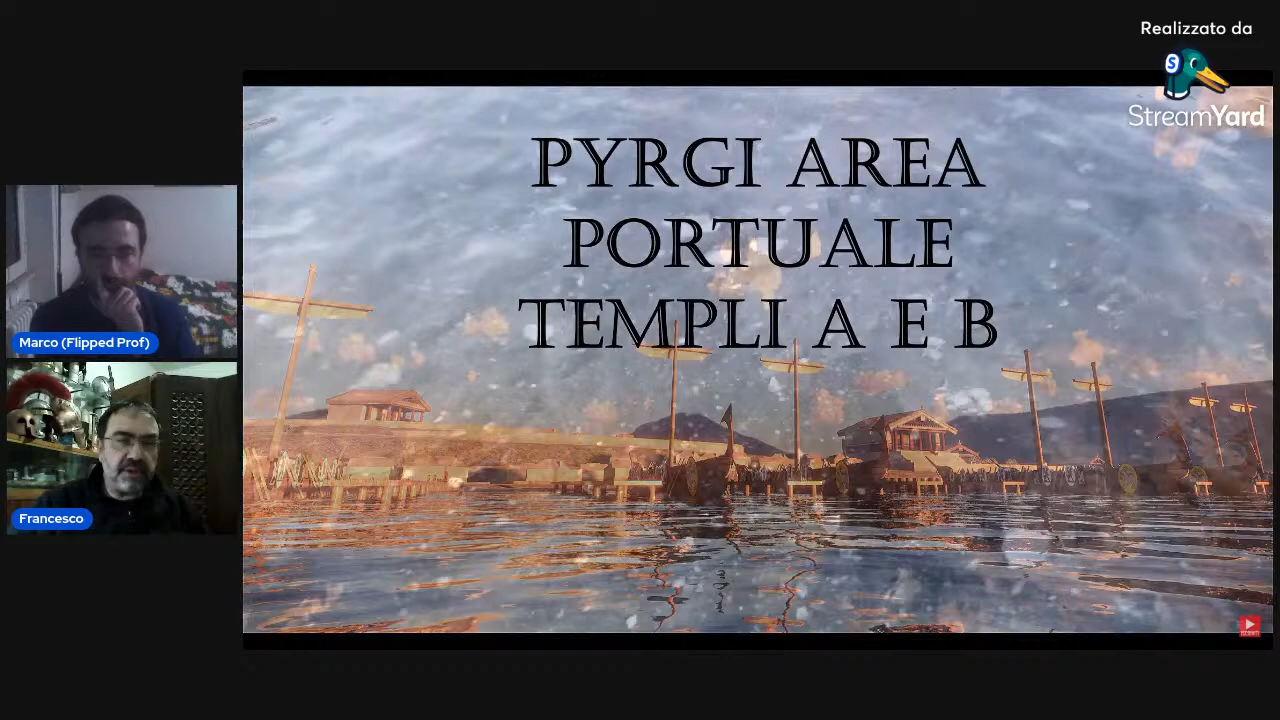 Realizzato da
StreamYard
PYRGI AREA
PORTUALE
TEMPLI A E B
Marco (Flipped Prof)
Francesco